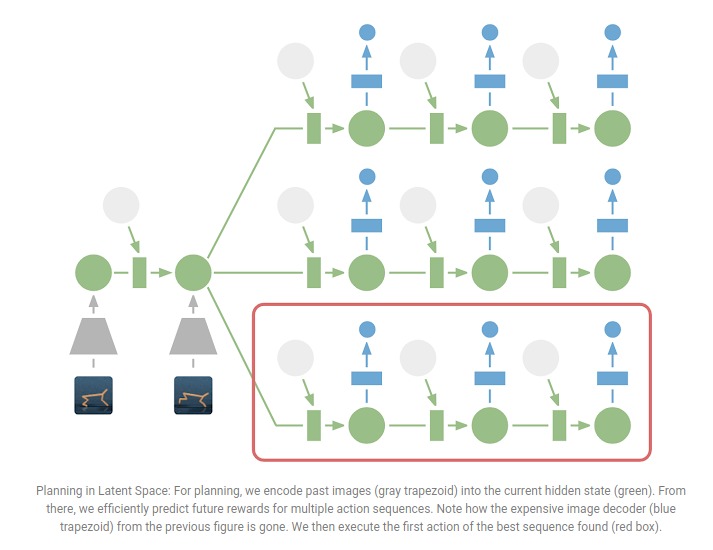 Planning in Latent Space: For planning, we encode past images (gray trapezoid) into the current hidden state (green). From
there, we efficiently predict future rewards for multiple action sequences. Note how the expensive image decoder (blue
trapezoid) from the previous figure is gone. We then execute the first action of the best sequence found (red box).